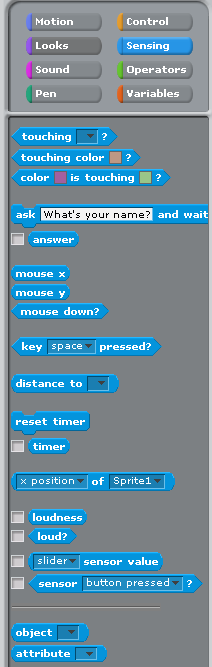 Motion Control
Looks Sensing
Sound Operators
Pen Variables
touching ?
touching color ?
color is touching ?
ask What's your name? and wait
answer
mouse x
mouse y
mouse down?
key space pressed?
distance to
reset timer
timer
x position of Sprite1
loudness
loud?
slider sensor value
sensor button pressed ?
object
attribute